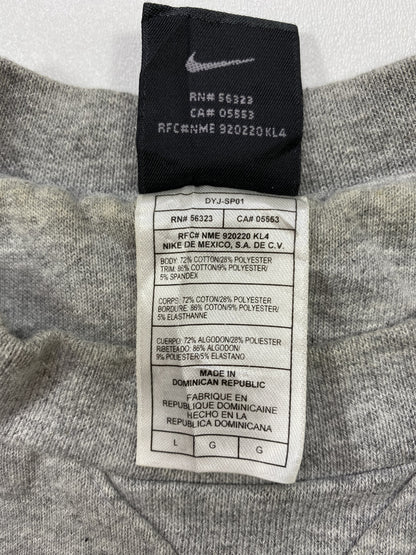 RN# 56323
CA# 05553
RFC#NME 920220 KL4
DYJ-SP01
RN# 56323 CA# 05553
RFC# NME 920220 KL4
NIKE DE MEXICO, S.A. DE C.V.
BODY: 72% COTTON/28% POLYESTER
TRIM: 86% COTTON/9% POLYESTER/
5% SPANDEX
CORPS: 72% COTON/28% POLYESTER
BORDURE: 86% COTON/9% POLYESTER/
5% ELASTHANNE
CUERPO: 72% ALGODON/28% POLIESTER
RIBETEADO: 86% ALGODON/
9% POLIESTER/5% ELASTANO
MADE IN
DOMINICAN REPUBLIC
FABRIQUE EN
REPUBLIQUE DOMINICAINE
HECHO EN LA
REPUBLICA DOMINICANA
L G G